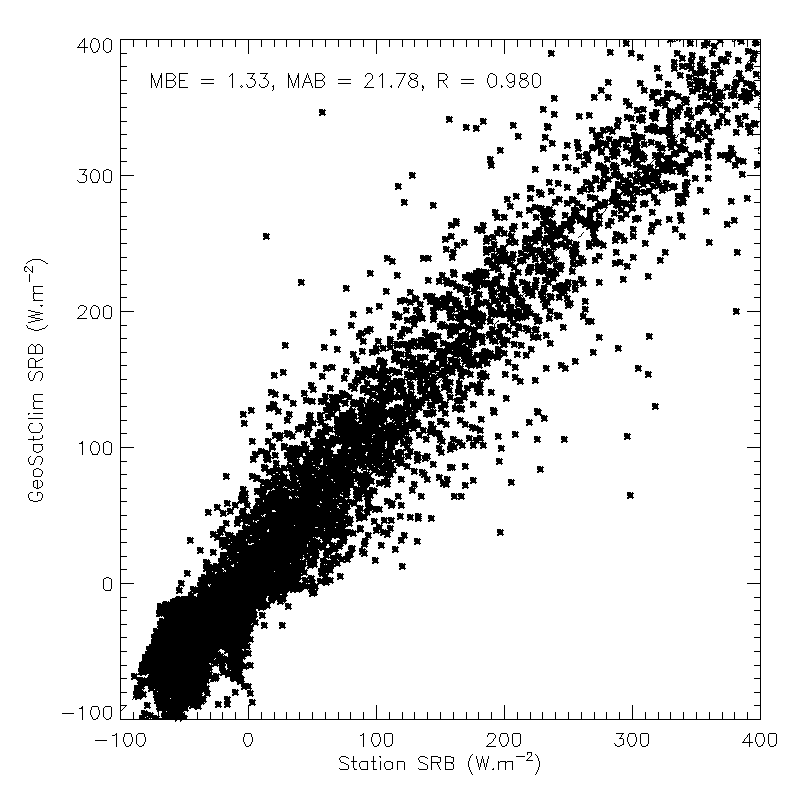 MBE = 1.33, MAB = 21.78, R = 0.980
400
300
200
100
0
-100
GeoSatClim SRB (W.m⁻²)
-100 0 100 200 300 400
Station SRB (W.m⁻²)